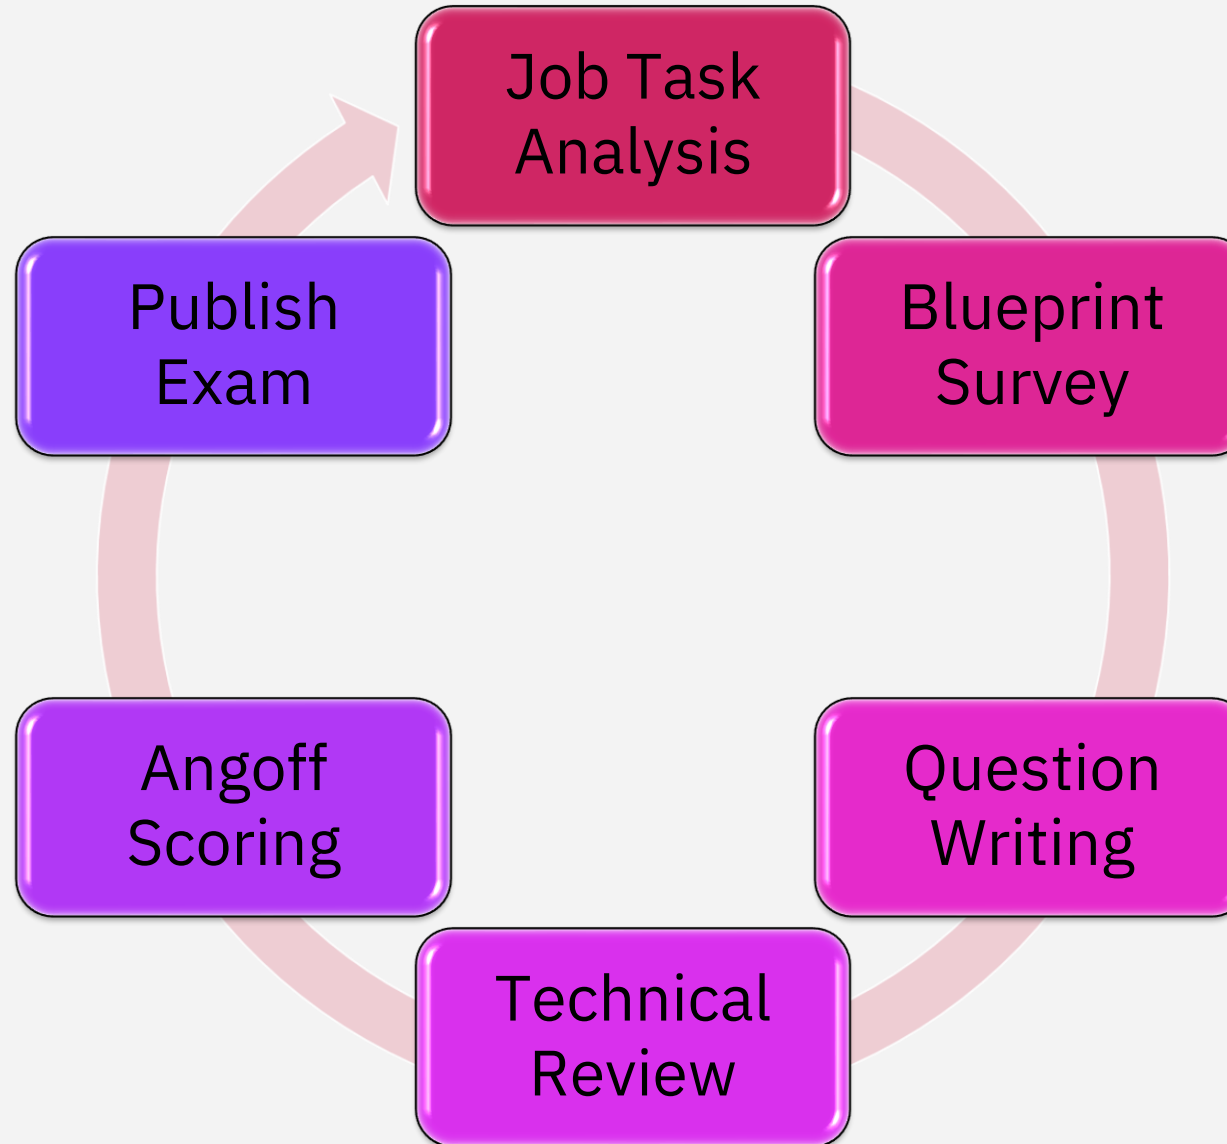 Job Task
Analysis
Blueprint
Survey
Question
Writing
Technical
Review
Angoff
Scoring
Publish
Exam